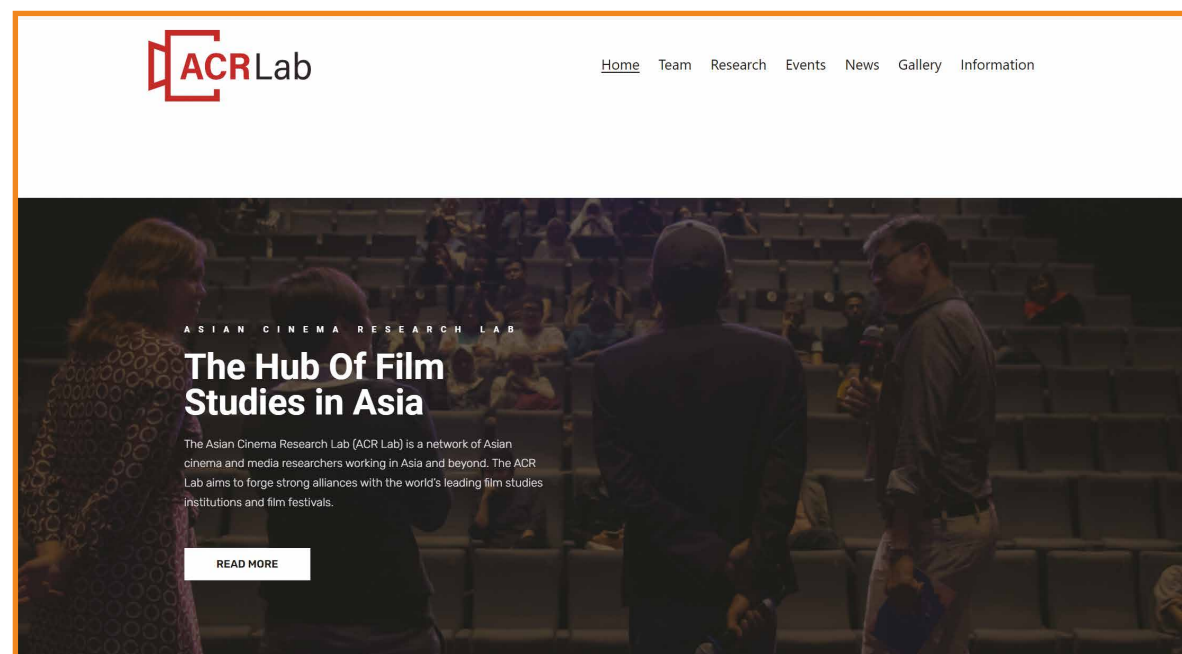 ACRLab
Home Team Research Events News Gallery Information
ASIAN CINEMA RESEARCH LAB
The Hub Of Film
Studies in Asia
The Asian Cinema Research Lab (ACR Lab) is a network of Asian
cinema and media researchers working in Asia and beyond. The ACR
Lab aims to forge strong alliances with the world's leading film studies
institutions and film festivals.
READ MORE